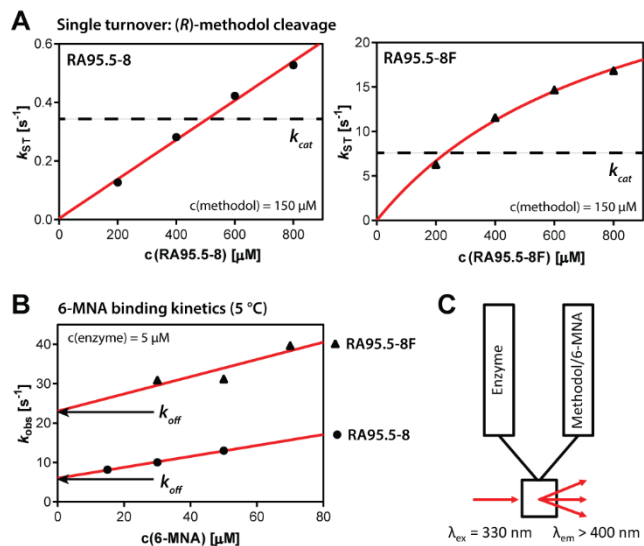 A
Single turnover: (R)-methodol cleavage
RA95.5-8
k_ST [s⁻¹]
0.6
0.4
0.2
0.0
k_cat
c(methodol) = 150 µM
0 200 400 600 800
c (RA95.5-8) [µM]
RA95.5-8F
k_ST [s⁻¹]
20
15
10
5
0
k_cat
c(methodol) = 150 µM
0 200 400 600 800
c (RA95.5-8F) [µM]
B
6-MNA binding kinetics (5 °C)
c(enzyme) = 5 µM
k_obs [s⁻¹]
40
30
20
10
0
RA95.5-8F
k_off
RA95.5-8
k_off
0 20 40 60 80
c(6-MNA) [µM]
C
Enzyme
Methodol/6-MNA
λ_ex = 330 nm λ_em > 400 nm